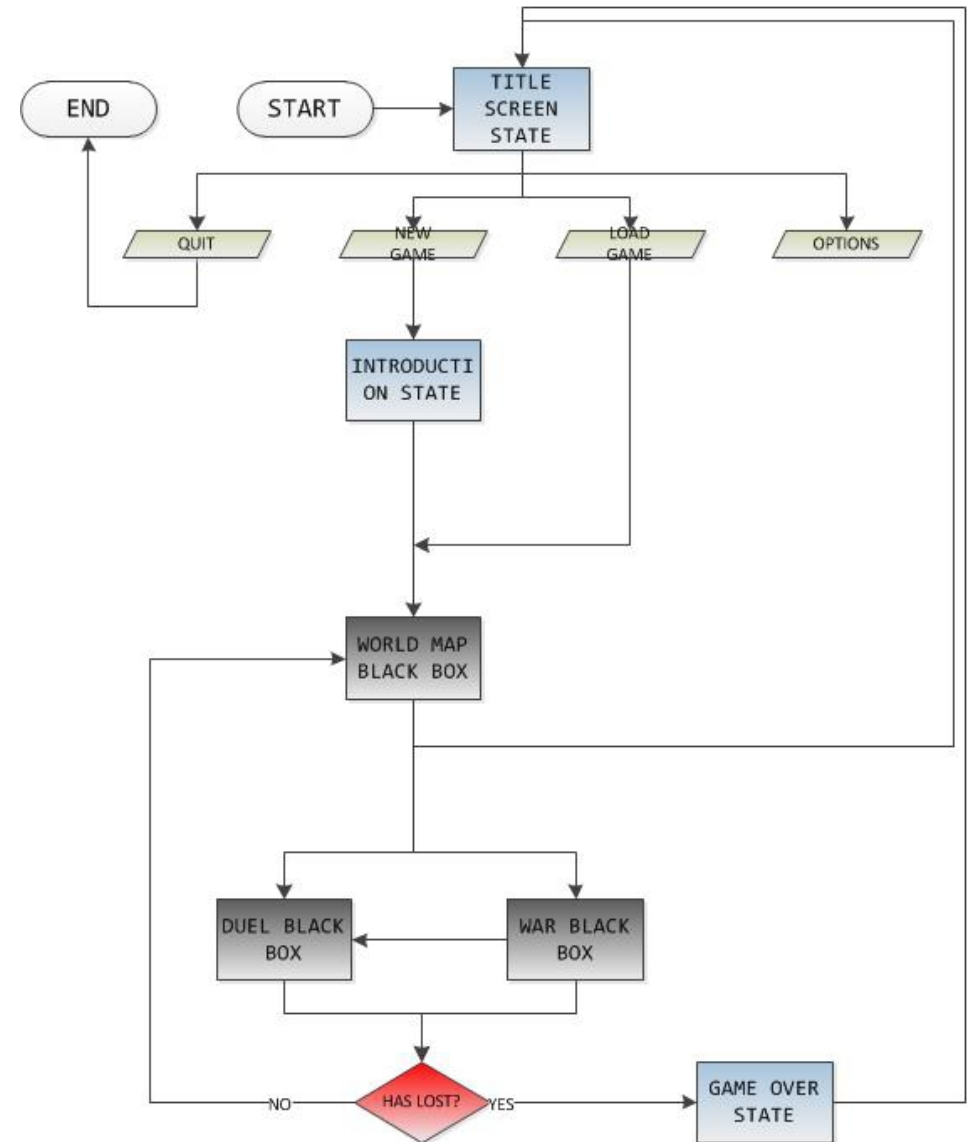 TITLE
SCREEN
STATE
END
START
QUIT
NEW
GAME
LOAD
GAME
OPTIONS
INTRODUCTI
ON STATE
WORLD MAP
BLACK BOX
DUEL BLACK
BOX
WAR BLACK
BOX
HAS LOST?
NO
YES
GAME OVER
STATE